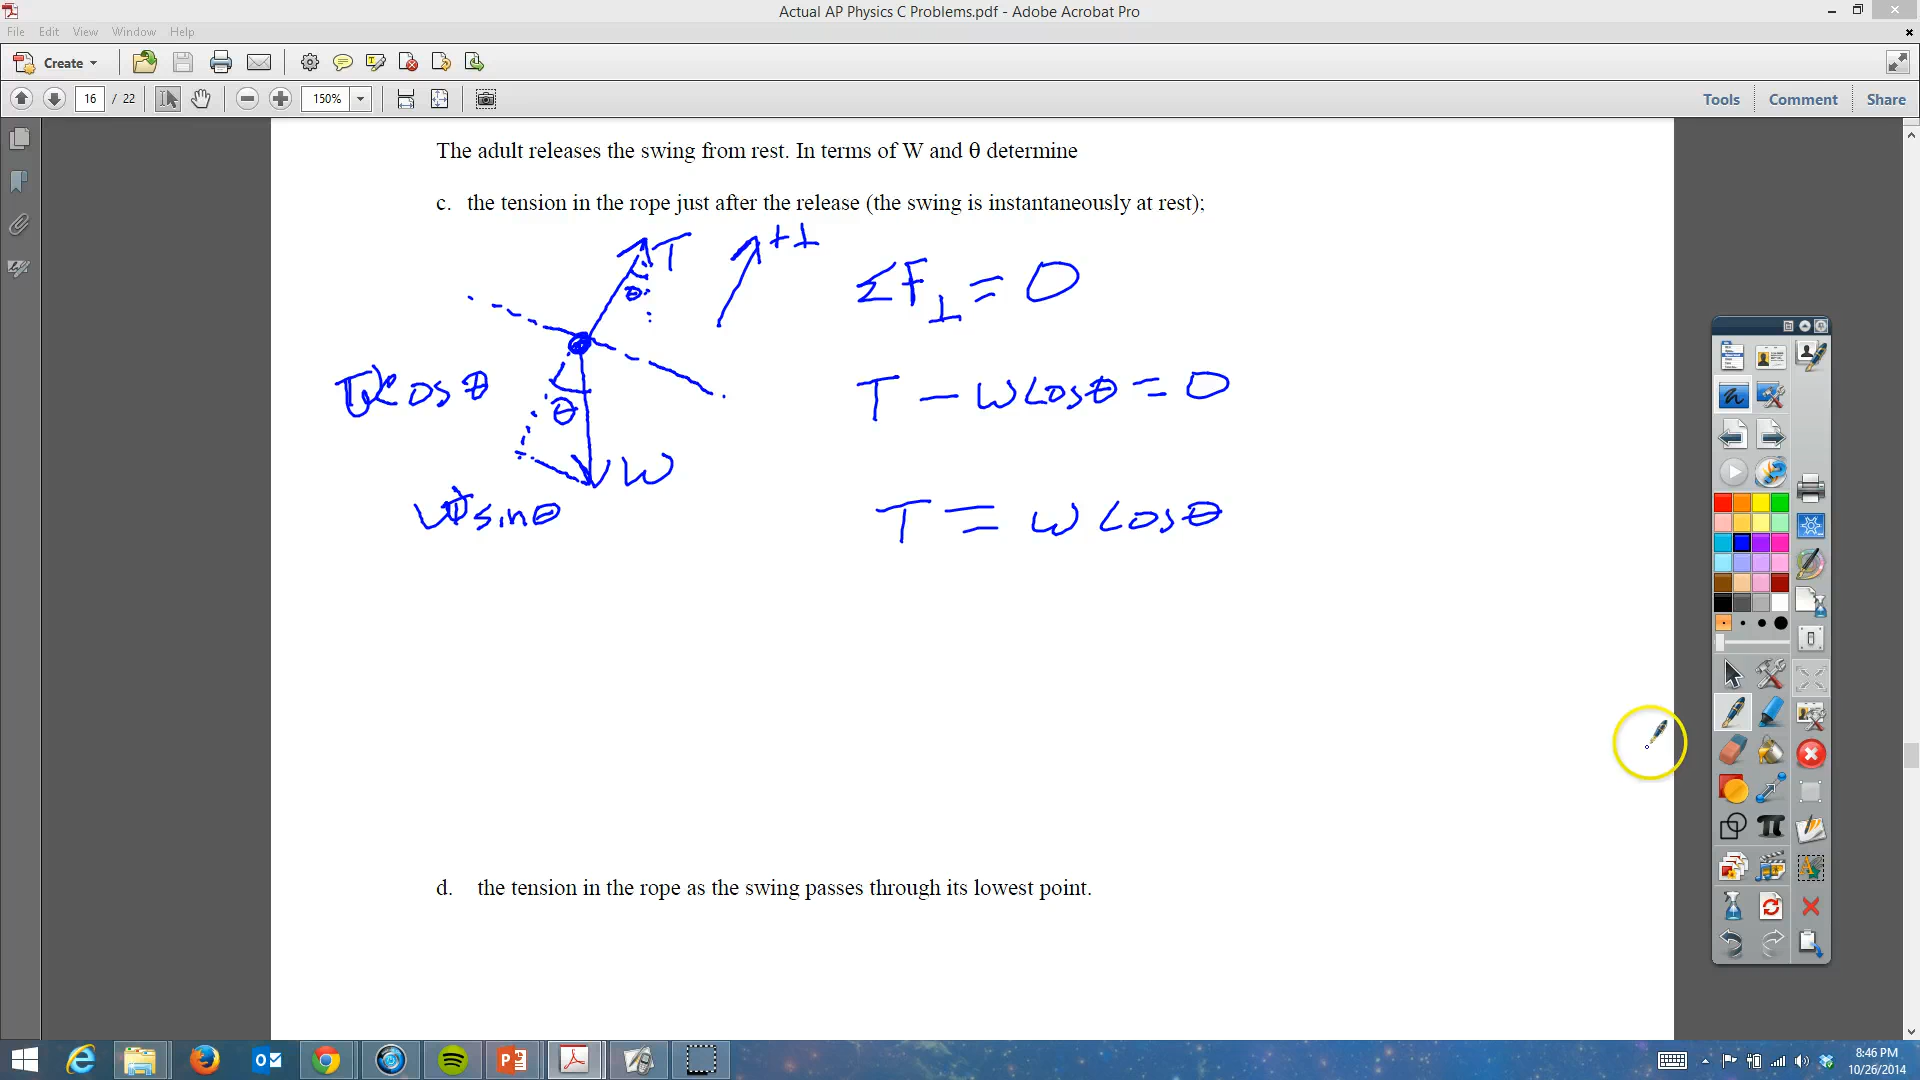 Actual AP Physics C Problems.pdf - Adobe Acrobat Pro
File Edit View Window Help
Create
16 / 22 150% Tools Comment Share
The adult releases the swing from rest. In terms of W and θ determine
c. the tension in the rope just after the release (the swing is instantaneously at rest);
T +⊥
θ
ΣF⊥ = 0
cos θ
θ
T - W cos θ = 0
W
sin θ
T = W cos θ
d. the tension in the rope as the swing passes through its lowest point.
8:46 PM
10/26/2014